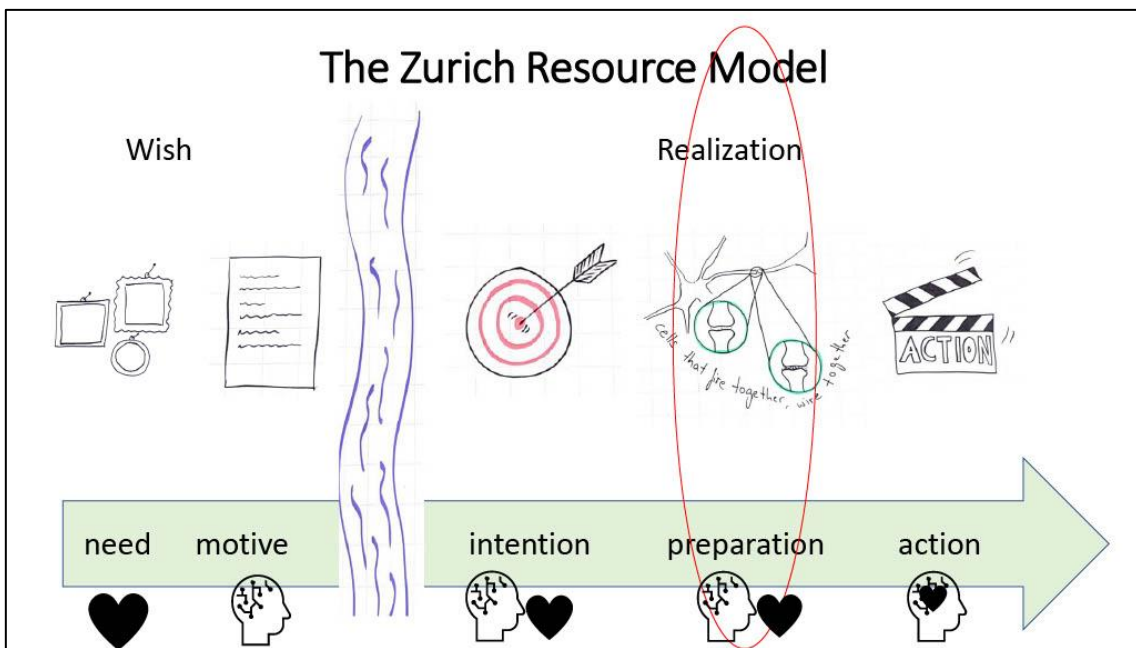 The Zurich Resource Model
Wish
Realization
cells that fire together, wire together
ACTION
need
motive
intention
preparation
action